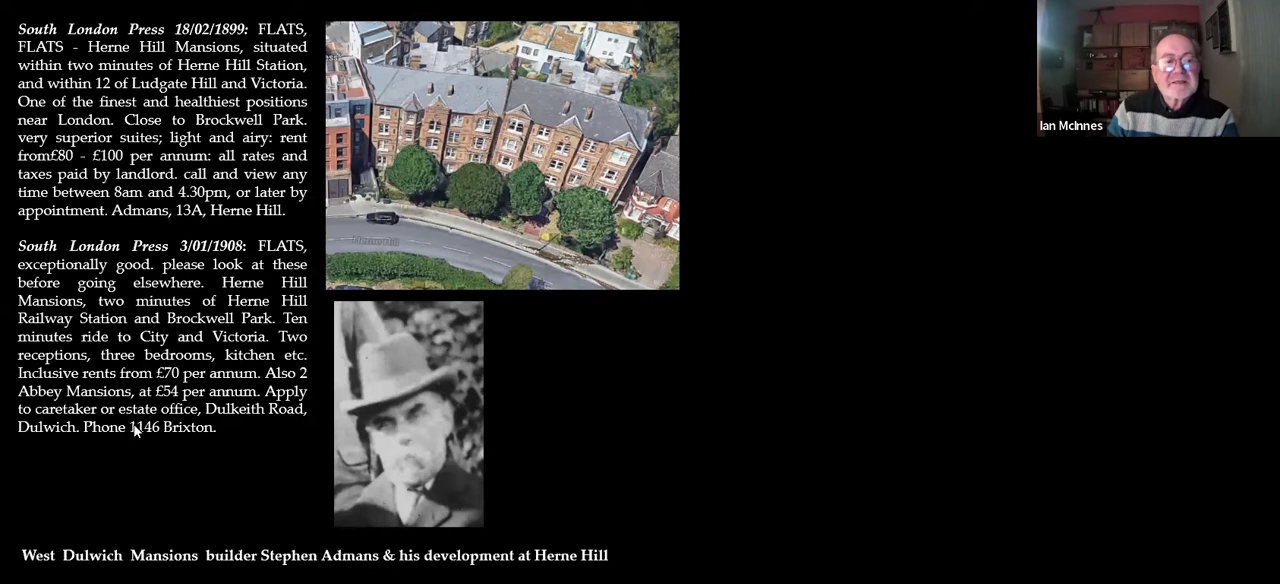 South London Press 18/02/1899: FLATS,
FLATS - Herne Hill Mansions, situated
within two minutes of Herne Hill Station,
and within 12 of Ludgate Hill and Victoria.
One of the finest and healthiest positions
near London. Close to Brockwell Park.
very superior suites; light and airy: rent
from£80 - £100 per annum: all rates and
taxes paid by landlord. call and view any
time between 8am and 4.30pm, or later by
appointment. Admans, 13A, Herne Hill.
South London Press 3/01/1908: FLATS,
exceptionally good. please look at these
before going elsewhere. Herne Hill
Mansions, two minutes of Herne Hill
Railway Station and Brockwell Park. Ten
minutes ride to City and Victoria. Two
receptions, three bedrooms, kitchen etc.
Inclusive rents from £70 per annum. Also 2
Abbey Mansions, at £54 per annum. Apply
to caretaker or estate office, Dulkeith Road,
Dulwich. Phone 1146 Brixton.
Herne Hill
Ian McInnes
West Dulwich Mansions builder Stephen Admans & his development at Herne Hill